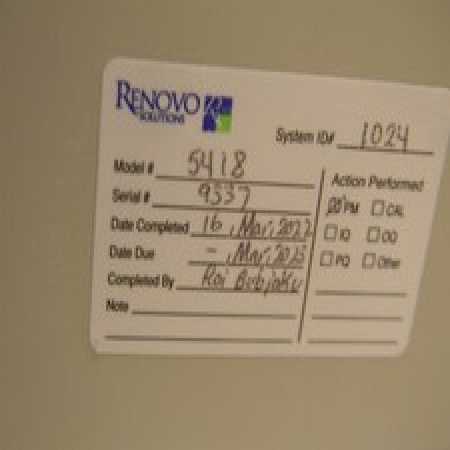 RENOVO
SOLUTIONS
System ID# 1024
Model # 5418
Serial # 9337
Action Performed
PM CAL
Date Completed 16, Mar, 2022
IQ OQ
Date Due -, Mar,
PQ Other
Completed By Roi
Note